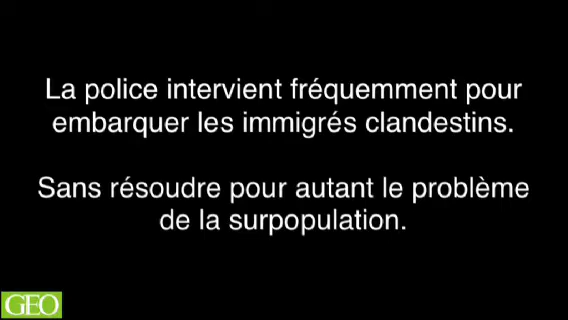 La police intervient fréquemment pour
embarquer les immigrés clandestins.
Sans résoudre pour autant le problème
de la surpopulation.
GEO